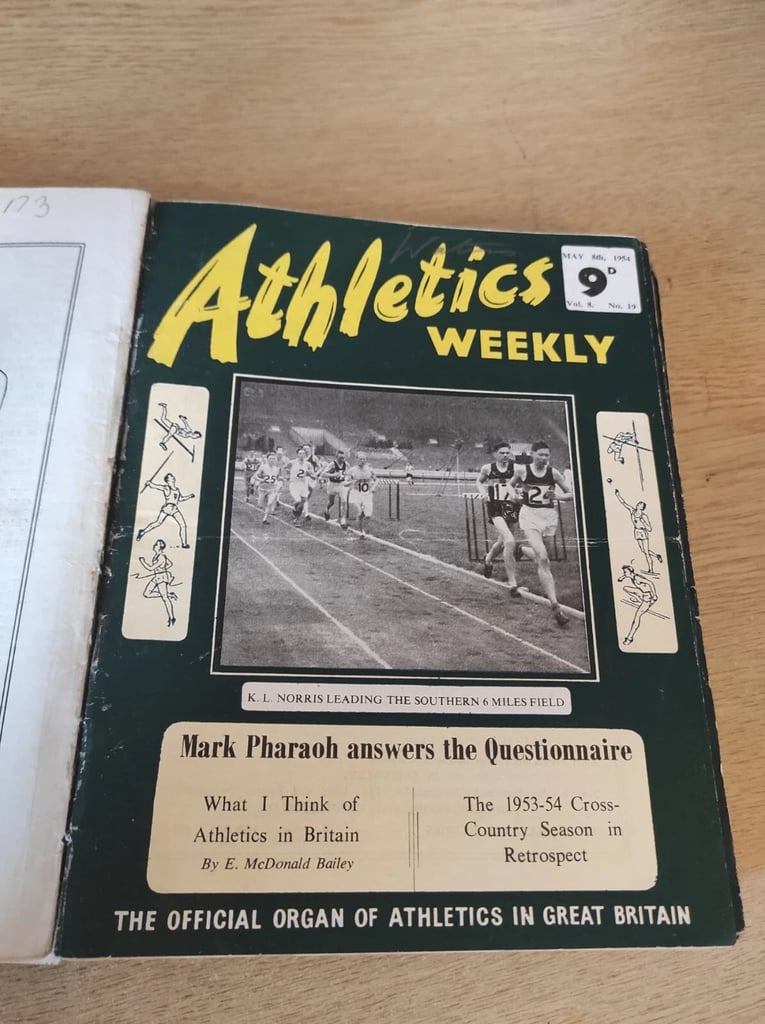 173
Athletics
WEEKLY
MAY 8th, 1954
9D
Vol. 8. No. 19
K. L. NORRIS LEADING THE SOUTHERN 6 MILES FIELD
Mark Pharaoh answers the Questionnaire
What I Think of
Athletics in Britain
By E. McDonald Bailey
The 1953-54 Cross-
Country Season in
Retrospect
THE OFFICIAL ORGAN OF ATHLETICS IN GREAT BRITAIN